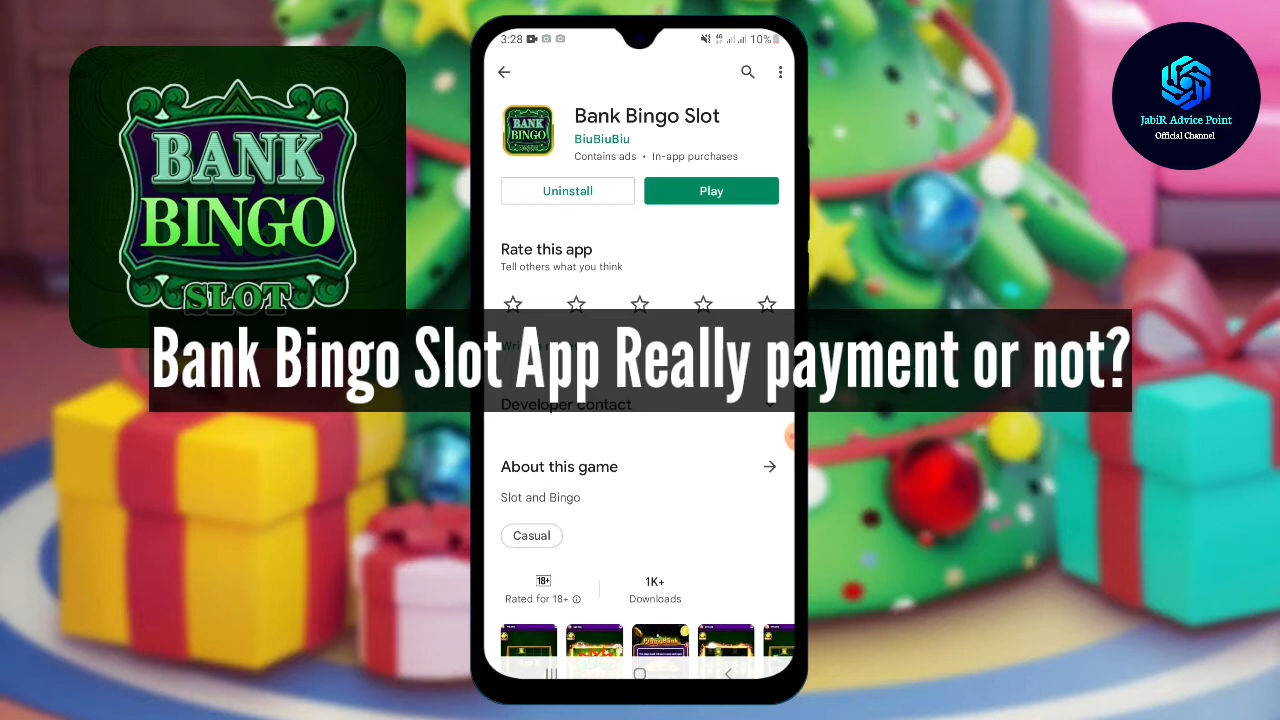 BANK
BINGO
SLOT
3:28
10%
Bank Bingo Slot
BiuBiuBiu
Contains ads • In-app purchases
Uninstall
Play
Rate this app
Tell others what you think
Bank Bingo Slot App Really payment or not?
Developer contact
About this game
Slot and Bingo
Casual
18+
Rated for 18+
1K+
Downloads
BANK
BINGO
JabiR Advice Point
Official Channel